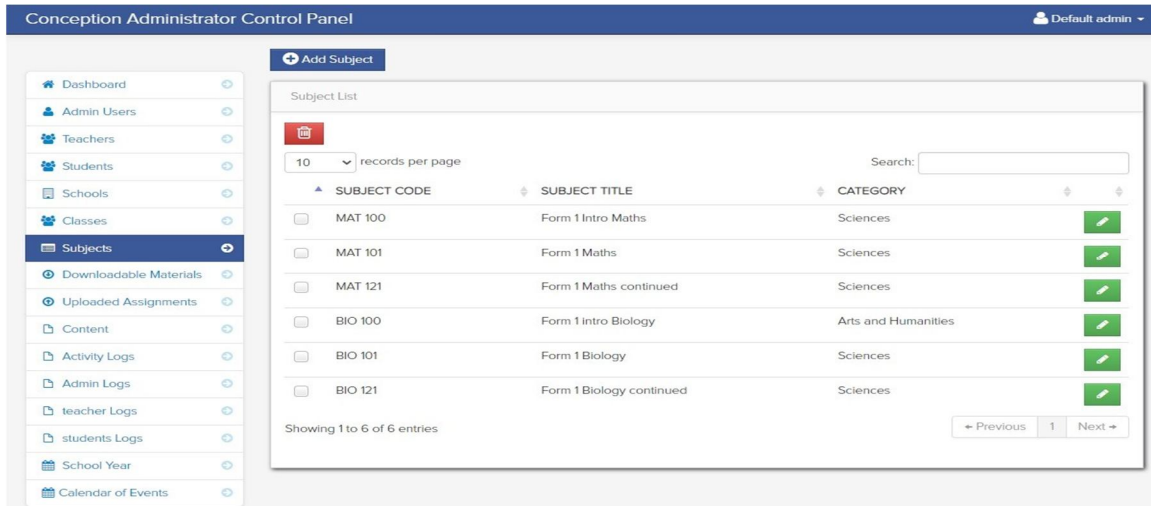 Conception Administrator Control Panel
Default admin
Add Subject
Dashboard
Admin Users
Teachers
Students
Schools
Classes
Subjects
Downloadable Materials
Uploaded Assignments
Content
Activity Logs
Admin Logs
teacher Logs
students Logs
School Year
Calendar of Events
Subject List
10 records per page
Search:
SUBJECT CODE SUBJECT TITLE CATEGORY
MAT 100 Form 1 Intro Maths Sciences
MAT 101 Form 1 Maths Sciences
MAT 121 Form 1 Maths continued Sciences
BIO 100 Form 1 intro Biology Arts and Humanities
BIO 101 Form 1 Biology Sciences
BIO 121 Form 1 Biology continued Sciences
Showing 1 to 6 of 6 entries
← Previous 1 Next →